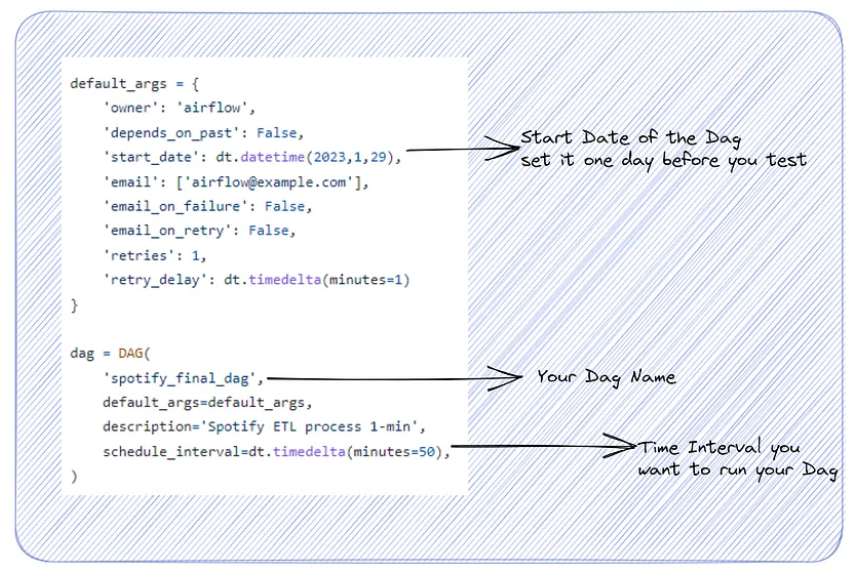 default_args = {
    'owner': 'airflow',
    'depends_on_past': False,
    'start_date': dt.datetime(2023,1,29),
Start Date of the Dag
set it one day before you test
    'email': ['airflow@example.com'],
    'email_on_failure': False,
    'email_on_retry': False,
    'retries': 1,
    'retry_delay': dt.timedelta(minutes=1)
}
dag = DAG(
    'spotify_final_dag',
Your Dag Name
    default_args=default_args,
    description='Spotify ETL process 1-min',
    schedule_interval=dt.timedelta(minutes=50),
Time Interval you
want to run your Dag
)